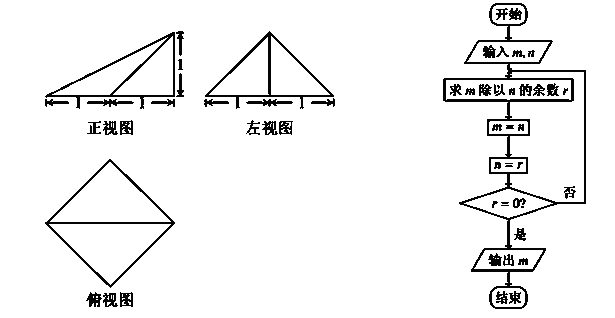 1
1
1
正视图
1
1
左视图
俯视图
开始
输入 m, n
求 m 除以 n 的余数 r
m = n
n = r
r = 0?
否
是
输出 m
结束